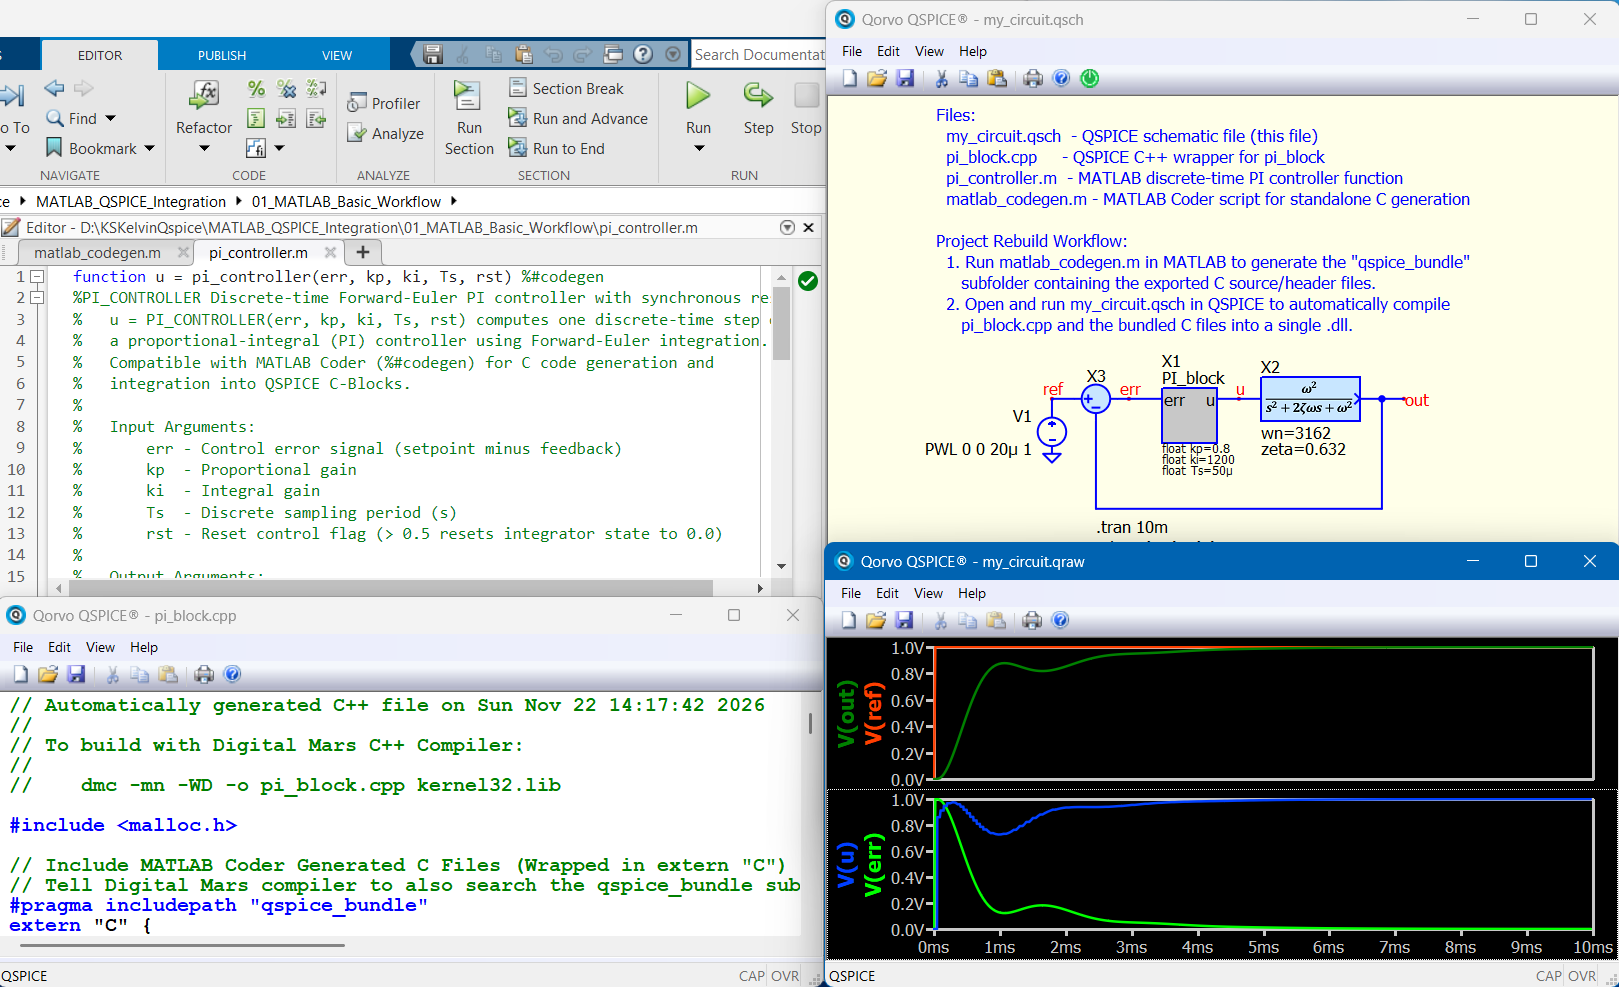 EDITOR
PUBLISH
VIEW
Search Documentat
Find
Bookmark
NAVIGATE
Refactor
CODE
Profiler
Analyze
ANALYZE
Run
Section
Section Break
Run and Advance
Run to End
SECTION
Run
Step
Stop
RUN
o To
ce ▸ MATLAB_QSPICE_Integration ▸ 01_MATLAB_Basic_Workflow ▸
Editor - D:\KSKelvinQspice\MATLAB_QSPICE_Integration\01_MATLAB_Basic_Workflow\pi_controller.m
matlab_codegen.m
pi_controller.m
1 function u = pi_controller(err, kp, ki, Ts, rst) %#codegen
2 %PI_CONTROLLER Discrete-time Forward-Euler PI controller with synchronous re
3 % u = PI_CONTROLLER(err, kp, ki, Ts, rst) computes one discrete-time step
4 % a proportional-integral (PI) controller using Forward-Euler integration.
5 % Compatible with MATLAB Coder (%#codegen) for C code generation and
6 % integration into QSPICE C-Blocks.
7 %
8 % Input Arguments:
9 % err - Control error signal (setpoint minus feedback)
10 % kp - Proportional gain
11 % ki - Integral gain
12 % Ts - Discrete sampling period (s)
13 % rst - Reset control flag (> 0.5 resets integrator state to 0.0)
14 %
15 % Output Arguments:
Qorvo QSPICE® - pi_block.cpp
File Edit View Help
// Automatically generated C++ file on Sun Nov 22 14:17:42 2026
//
// To build with Digital Mars C++ Compiler:
//
// dmc -mn -WD -o pi_block.cpp kernel32.lib
#include <malloc.h>
// Include MATLAB Coder Generated C Files (Wrapped in extern "C")
// Tell Digital Mars compiler to also search the qspice_bundle sub
#pragma includepath "qspice_bundle"
extern "C" {
QSPICE
CAP OVR
Qorvo QSPICE® - my_circuit.qsch
File Edit View Help
Files:
my_circuit.qsch - QSPICE schematic file (this file)
pi_block.cpp - QSPICE C++ wrapper for pi_block
pi_controller.m - MATLAB discrete-time PI controller function
matlab_codegen.m - MATLAB Coder script for standalone C generation
Project Rebuild Workflow:
1. Run matlab_codegen.m in MATLAB to generate the "qspice_bundle"
subfolder containing the exported C source/header files.
2. Open and run my_circuit.qsch in QSPICE to automatically compile
pi_block.cpp and the bundled C files into a single .dll.
ref
X3
err
X1
PI_block
err u
u
X2
ω²
s² + 2ζωs + ω²
out
V1
PWL 0 0 20µ 1
float kp=0.8
float ki=1200
float Ts=50µ
wn=3162
zeta=0.632
.tran 10m
Qorvo QSPICE® - my_circuit.qraw
File Edit View Help
V(out)
V(ref)
1.0V
0.8V
0.6V
0.4V
0.2V
0.0V
V(u)
V(err)
1.0V
0.8V
0.6V
0.4V
0.2V
0.0V
0ms 1ms 2ms 3ms 4ms 5ms 6ms 7ms 8ms 9ms 10ms
QSPICE
CAP OVR